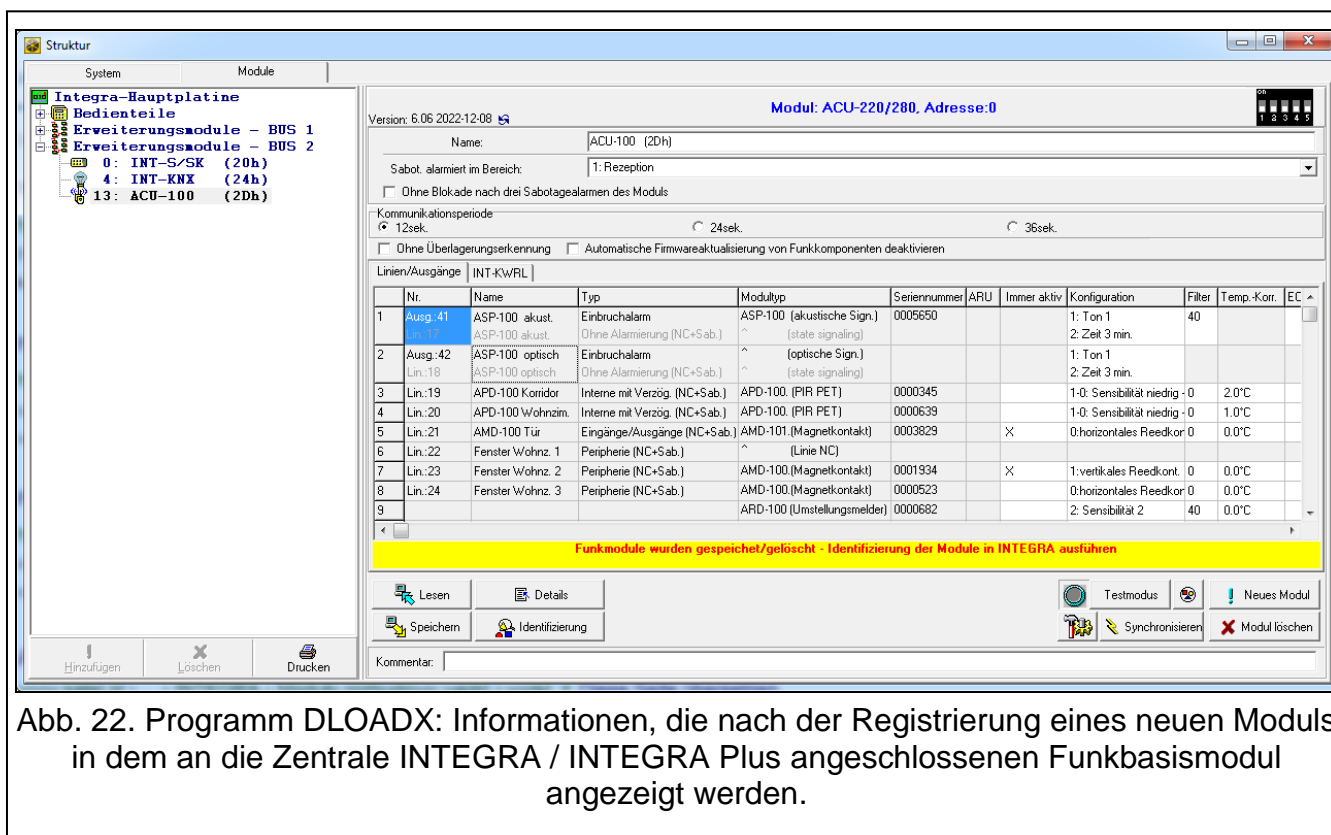 Struktur
System Module
Integra-Hauptplatine
Bedienteile
Erweiterungsmodule - BUS 1
Erweiterungsmodule - BUS 2
0: INT-S/SK (20h)
4: INT-KNX (24h)
13: ACU-100 (2Dh)
Hinzufügen Löschen Drucken
Version: 6.06 2022-12-08
Modul: ACU-220/280, Adresse:0
on
1 2 3 4 5
Name: ACU-100 (2Dh)
Sabot. alarmiert im Bereich: 1: Rezeption
Ohne Blokade nach drei Sabotagealarmen des Moduls
Kommunikationsperiode
12sek. 24sek. 36sek.
Ohne Überlagerungserkennung Automatische Firmwareaktualisierung von Funkkomponenten deaktivieren
Linien/Ausgänge INT-KWRL
Nr. Name Typ Modultyp Seriennummer ARU Immer aktiv Konfiguration Filter Temp.-Korr. EC
1 Ausg.:41 ASP-100 akust. Einbruchalarm ASP-100 (akustische Sign.) 0005650 1: Ton 1 40
Lin.:17 ASP-100 akust. Ohne Alarmierung (NC+Sab.) ^ (state signaling) 2: Zeit 3 min.
2 Ausg.:42 ASP-100 optisch Einbruchalarm ^ (optische Sign.) 1: Ton 1
Lin.:18 ASP-100 optisch Ohne Alarmierung (NC+Sab.) ^ (state signaling) 2: Zeit 3 min.
3 Lin.:19 APD-100 Korridor Interne mit Verzög. (NC+Sab.) APD-100. (PIR PET) 0000345 1-0: Sensibilität niedrig - 0 2.0°C
4 Lin.:20 APD-100 Wohnzim. Interne mit Verzög. (NC+Sab.) APD-100. (PIR PET) 0000639 1-0: Sensibilität niedrig - 0 1.0°C
5 Lin.:21 AMD-100 Tür Eingänge/Ausgänge (NC+Sab.) AMD-101.(Magnetkontakt) 0003829 X 0:horizontales Reedkor 0 0.0°C
6 Lin.:22 Fenster Wohnz. 1 Peripherie (NC+Sab.) ^ (Linie NC)
7 Lin.:23 Fenster Wohnz. 2 Peripherie (NC+Sab.) AMD-100.(Magnetkontakt) 0001934 X 1:vertikales Reedkont. 0 0.0°C
8 Lin.:24 Fenster Wohnz. 3 Peripherie (NC+Sab.) AMD-100.(Magnetkontakt) 0000523 0:horizontales Reedkor 0 0.0°C
9 ARD-100 (Umstellungsmelder) 0000682 2: Sensibilität 2 40 0.0°C
Funkmodule wurden gespeichet/gelöscht - Identifizierung der Module in INTEGRA ausführen
Lesen Details Testmodus Neues Modul
Speichern Identifizierung Synchronisieren Modul löschen
Kommentar:
Abb. 22. Programm DLOADX: Informationen, die nach der Registrierung eines neuen Moduls
in dem an die Zentrale INTEGRA / INTEGRA Plus angeschlossenen Funkbasismodul
angezeigt werden.